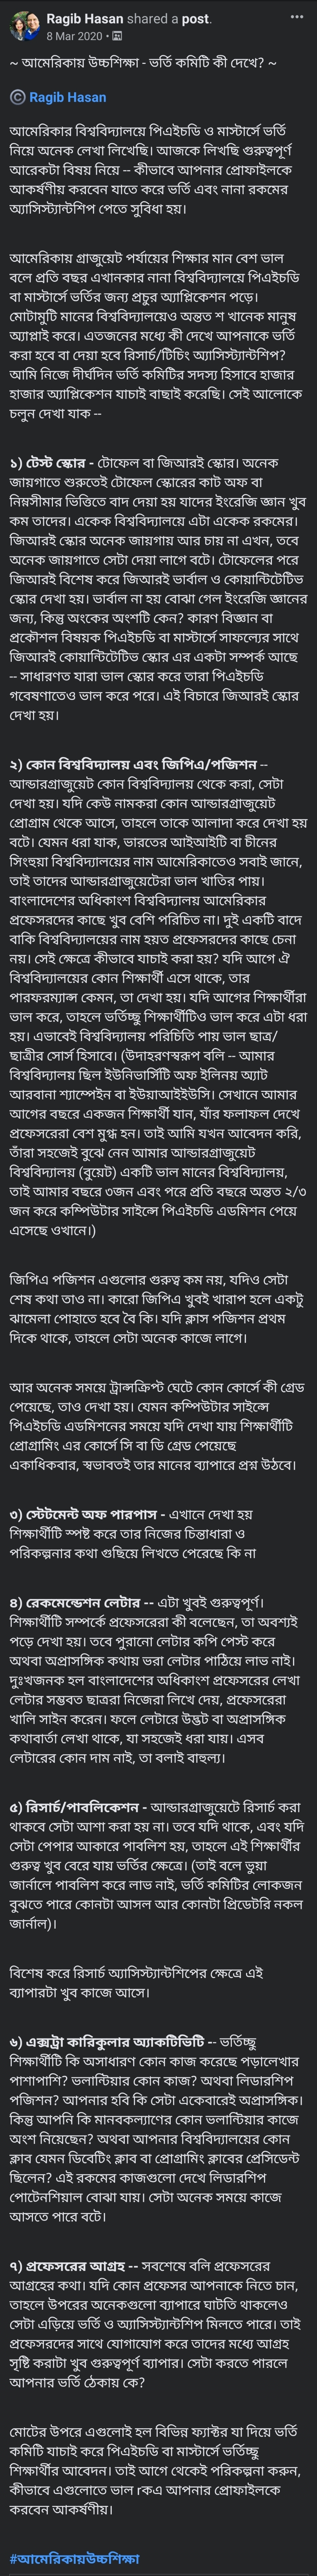 Ragib Hasan shared a post.
8 Mar 2020
~ আমেরিকায় উচ্চশিক্ষা - ভর্তি কমিটি কী দেখে? ~
© Ragib Hasan
আমেরিকার বিশ্ববিদ্যালয়ে পিএইচডি ও মাস্টার্সে ভর্তি
নিয়ে অনেক লেখা লিখেছি। আজকে লিখছি গুরুত্বপূর্ণ
আরেকটা বিষয় নিয়ে -- কীভাবে আপনার প্রোফাইলকে
আকর্ষণীয় করবেন যাতে করে ভর্তি এবং নানা রকমের
অ্যাসিস্ট্যান্টশিপ পেতে সুবিধা হয়।
আমেরিকায় গ্রাজুয়েট পর্যায়ের শিক্ষার মান বেশ ভাল
বলে প্রতি বছর এখানকার নানা বিশ্ববিদ্যালয়ে পিএইচডি
বা মাস্টার্সে ভর্তির জন্য প্রচুর অ্যাপ্লিকেশন পড়ে।
মোটামুটি মানের বিশ্ববিদ্যালয়েও অন্তত শ খানেক মানুষ
অ্যাপ্লাই করে। এতজনের মধ্যে কী দেখে আপনাকে ভর্তি
করা হবে বা দেয়া হবে রিসার্চ/টিচিং অ্যাসিস্ট্যান্টশিপ?
আমি নিজে দীর্ঘদিন ভর্তি কমিটির সদস্য হিসাবে হাজার
হাজার অ্যাপ্লিকেশন যাচাই বাছাই করেছি। সেই আলোকে
চলুন দেখা যাক --
১) টেস্ট স্কোর - টোফেল বা জিআরই স্কোর। অনেক
জায়গাতে শুরুতেই টোফেল স্কোরের কাট অফ বা
নিম্নসীমার ভিত্তিতে বাদ দেয়া হয় যাদের ইংরেজি জ্ঞান খুব
কম তাদের। একেক বিশ্ববিদ্যালয়ে এটা একেক রকমের।
জিআরই স্কোর অনেক জায়গায় আর চায় না এখন, তবে
অনেক জায়গাতে সেটা দেয়া লাগে বটে। টোফেলের পরে
জিআরই বিশেষ করে জিআরই ভার্বাল ও কোয়ান্টিটেটিভ
স্কোর দেখা হয়। ভার্বাল না হয় বোঝা গেল ইংরেজি জ্ঞানের
জন্য, কিন্তু অংকের অংশটি কেন? কারণ বিজ্ঞান বা
প্রকৌশল বিষয়ক পিএইচডি বা মাস্টার্সে সাফল্যের সাথে
জিআরই কোয়ান্টিটেটিভ স্কোর এর একটা সম্পর্ক আছে
-- সাধারণত যারা ভাল স্কোর করে তারা পিএইচডি
গবেষণাতেও ভাল করে পরে। এই বিচারে জিআরই স্কোর
দেখা হয়।
২) কোন বিশ্ববিদ্যালয় এবং জিপিএ/পজিশন --
আন্ডারগ্রাজুয়েট কোন বিশ্ববিদ্যালয় থেকে করা, সেটা
দেখা হয়। যদি কেউ নামকরা কোন আন্ডারগ্রাজুয়েট
প্রোগ্রাম থেকে আসে, তাহলে তাকে আলাদা করে দেখা হয়
বটে। যেমন ধরা যাক, ভারতের আইআইটি বা চীনের
সিংহুয়া বিশ্ববিদ্যালয়ের নাম আমেরিকাতেও সবাই জানে,
তাই তাদের আন্ডারগ্রাজুয়েটেরা ভাল খাতির পায়।
বাংলাদেশের অধিকাংশ বিশ্ববিদ্যালয় আমেরিকার
প্রফেসরদের কাছে খুব বেশি পরিচিত না। দুই একটি বাদে
বাকি বিশ্ববিদ্যালয়ের নাম হয়ত প্রফেসরদের কাছে চেনা
নয়। সেই ক্ষেত্রে কীভাবে যাচাই করা হয়? যদি আগে ঐ
বিশ্ববিদ্যালয়ের কোন শিক্ষার্থী এসে থাকে, তার
পারফরম্যান্স কেমন, তা দেখা হয়। যদি আগের শিক্ষার্থীরা
ভাল করে, তাহলে ভর্তিচ্ছু শিক্ষার্থীটিও ভাল করে এটা ধরা
হয়। এভাবেই বিশ্ববিদ্যালয় পরিচিতি পায় ভাল ছাত্র/
ছাত্রীর সোর্স হিসাবে। (উদাহরণস্বরূপ বলি -- আমার
বিশ্ববিদ্যালয় ছিল ইউনিভার্সিটি অফ ইলিনয় অ্যাট
আরবানা শ্যাম্পেইন বা ইউয়াআইইউসি। সেখানে আমার
আগের বছরে একজন শিক্ষার্থী যান, যাঁর ফলাফল দেখে
প্রফেসরেরা বেশ মুগ্ধ হন। তাই আমি যখন আবেদন করি,
তাঁরা সহজেই বুঝে নেন আমার আন্ডারগ্রাজুয়েট
বিশ্ববিদ্যালয় (বুয়েট) একটি ভাল মানের বিশ্ববিদ্যালয়,
তাই আমার বছরে ৩জন এবং পরে প্রতি বছরে অন্তত ২/৩
জন করে কম্পিউটার সাইন্সে পিএইচডি এডমিশন পেয়ে
এসেছে ওখানে।)
জিপিএ পজিশন এগুলোর গুরুত্ব কম নয়, যদিও সেটা
শেষ কথা তাও না। কারো জিপিএ খুবই খারাপ হলে একটু
ঝামেলা পোহাতে হবে বৈ কি। যদি ক্লাস পজিশন প্রথম
দিকে থাকে, তাহলে সেটা অনেক কাজে লাগে।
আর অনেক সময়ে ট্রান্সক্রিপ্ট ঘেটে কোন কোর্সে কী গ্রেড
পেয়েছে, তাও দেখা হয়। যেমন কম্পিউটার সাইন্সে
পিএইচডি এডমিশনের সময়ে যদি দেখা যায় শিক্ষার্থীটি
প্রোগ্রামিং এর কোর্সে সি বা ডি গ্রেড পেয়েছে
একাধিকবার, স্বভাবতই তার মানের ব্যাপারে প্রশ্ন উঠবে।
৩) স্টেটমেন্ট অফ পারপাস - এখানে দেখা হয়
শিক্ষার্থীটি স্পষ্ট করে তার নিজের চিন্তাধারা ও
পরিকল্পনার কথা গুছিয়ে লিখতে পেরেছে কি না
৪) রেকমেন্ডেশন লেটার -- এটা খুবই গুরুত্বপূর্ণ।
শিক্ষার্থীটি সম্পর্কে প্রফেসরেরা কী বলেছেন, তা অবশ্যই
পড়ে দেখা হয়। তবে পুরানো লেটার কপি পেস্ট করে
অথবা অপ্রাসঙ্গিক কথায় ভরা লেটার পাঠিয়ে লাভ নাই।
দুঃখজনক হল বাংলাদেশের অধিকাংশ প্রফেসরের লেখা
লেটার সম্ভবত ছাত্ররা নিজেরা লিখে দেয়, প্রফেসরেরা
খালি সাইন করেন। ফলে লেটারে উদ্ভট বা অপ্রাসঙ্গিক
কথাবার্তা লেখা থাকে, যা সহজেই ধরা যায়। এসব
লেটারের কোন দাম নাই, তা বলাই বাহুল্য।
৫) রিসার্চ/পাবলিকেশন - আন্ডারগ্রাজুয়েটে রিসার্চ করা
থাকবে সেটা আশা করা হয় না। তবে যদি থাকে, এবং যদি
সেটা পেপার আকারে পাবলিশ হয়, তাহলে এই শিক্ষার্থীর
গুরুত্ব খুব বেড়ে যায় ভর্তির ক্ষেত্রে। (তাই বলে ভুয়া
জার্নালে পাবলিশ করে লাভ নাই, ভর্তি কমিটির লোকজন
বুঝতে পারে কোনটা আসল আর কোনটা প্রিডেটরি নকল
জার্নাল)।
বিশেষ করে রিসার্চ অ্যাসিস্ট্যান্টশিপের ক্ষেত্রে এই
ব্যাপারটা খুব কাজে আসে।
৬) এক্সট্রা কারিকুলার অ্যাকটিভিটি -- ভর্তিচ্ছু
শিক্ষার্থীটি কি অসাধারণ কোন কাজ করেছে পড়ালেখার
পাশাপাশি? ভলান্টিয়ার কোন কাজ? অথবা লিডারশিপ
পজিশন? আপনার হবি কি সেটা একেবারেই অপ্রাসঙ্গিক।
কিন্তু আপনি কি মানবকল্যাণের কোন ভলান্টিয়ার কাজে
অংশ নিয়েছেন? অথবা আপনার বিশ্ববিদ্যালয়ের কোন
ক্লাব যেমন ডিবেটিং ক্লাব বা প্রোগ্রামিং ক্লাবের প্রেসিডেন্ট
ছিলেন? এই রকমের কাজগুলো দেখে লিডারশিপ
পোটেনশিয়াল বোঝা যায়। সেটা অনেক সময়ে কাজে
আসতে পারে বটে।
৭) প্রফেসরের আগ্রহ -- সবশেষে বলি প্রফেসরের
আগ্রহের কথা। যদি কোন প্রফেসর আপনাকে নিতে চান,
তাহলে উপরের অনেকগুলো ব্যাপারে ঘাটতি থাকলেও
সেটা এড়িয়ে ভর্তি ও অ্যাসিস্ট্যান্টশিপ মিলতে পারে। তাই
প্রফেসরদের সাথে যোগাযোগ করে তাদের মধ্যে আগ্রহ
সৃষ্টি করাটা খুব গুরুত্বপূর্ণ ব্যাপার। সেটা করতে পারলে
আপনার ভর্তি ঠেকায় কে?
মোটের উপরে এগুলোই হল বিভিন্ন ফ্যাক্টর যা দিয়ে ভর্তি
কমিটি যাচাই করে পিএইচডি বা মাস্টার্সে ভর্তিচ্ছু
শিক্ষার্থীর আবেদন। তাই আগে থেকেই পরিকল্পনা করুন,
কীভাবে এগুলোতে ভাল rকএ আপনার প্রোফাইলকে
করবেন আকর্ষণীয়।
#আমেরিকায়উচ্চশিক্ষা